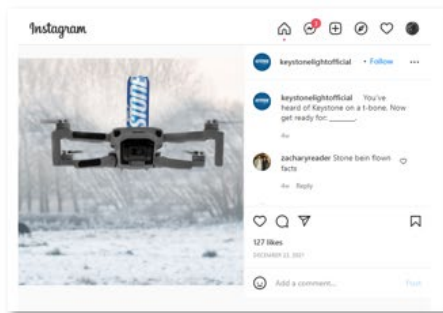 Instagram
keystonelightofficial • Follow
keystonelightofficial You've
heard of Keystone on a t-bone. Now
get ready for: ______.
4w
zacharyreader Stone bein flown
facts
4w Reply
STONE
127 likes
DECEMBER 23, 2021
Add a comment... Post